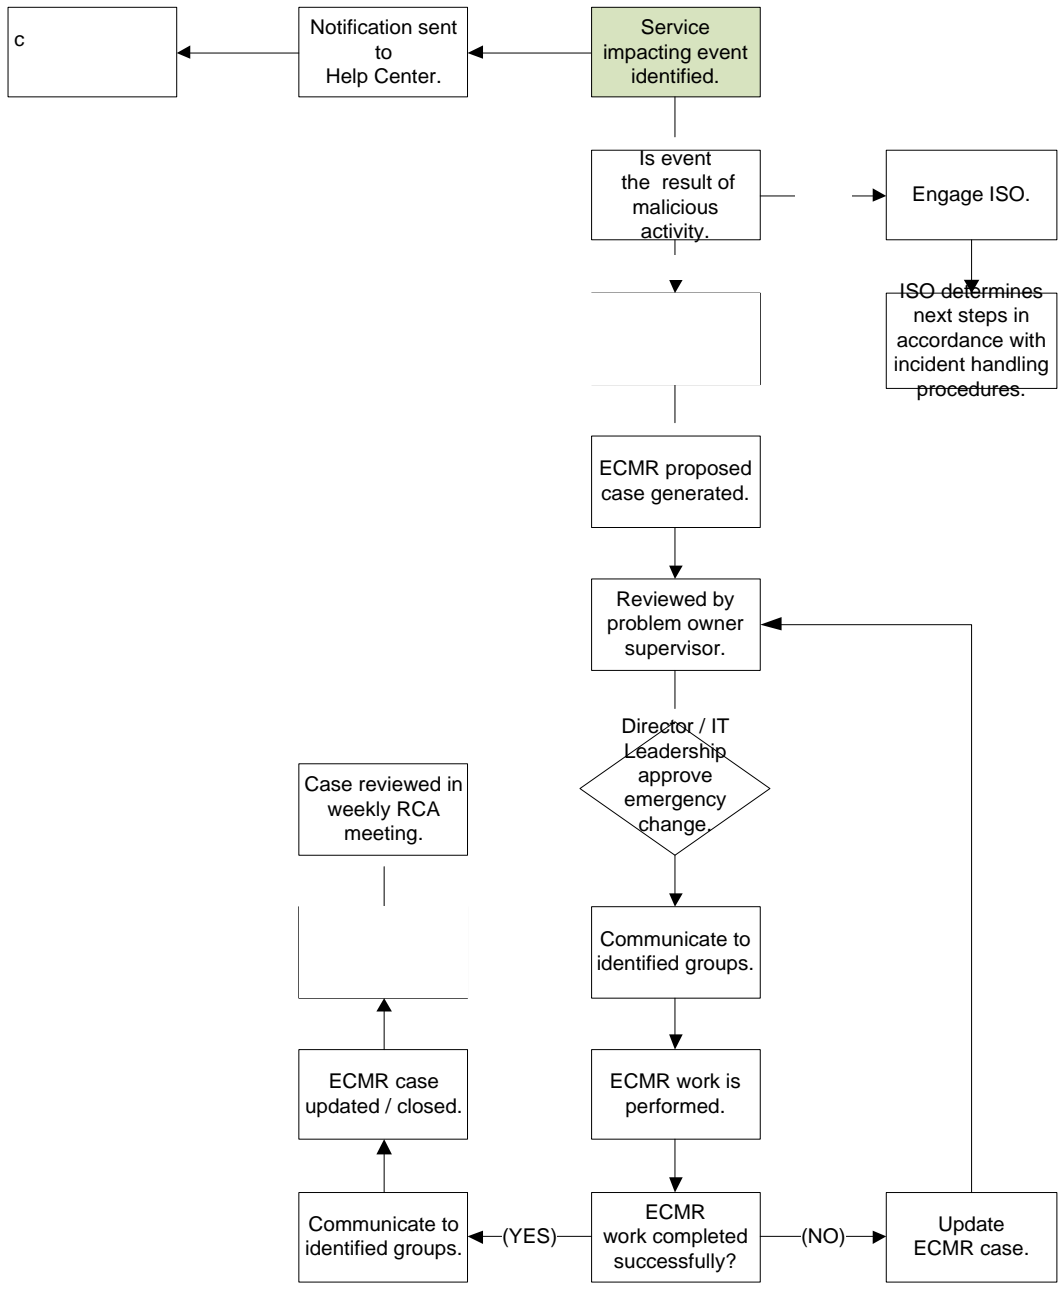 c
Notification sent
to
Help Center.
Service
impacting event
identified.
Is event
the result of
malicious
activity.
Engage ISO.
ISO determines
next steps in
accordance with
incident handling
procedures.
ECMR proposed
case generated.
Reviewed by
problem owner
supervisor.
Director / IT
Leadership
approve
emergency
change.
Case reviewed in
weekly RCA
meeting.
Communicate to
identified groups.
ECMR case
updated / closed.
ECMR work is
performed.
Communicate to
identified groups.
(YES)
ECMR
work completed
successfully?
(NO)
Update
ECMR case.